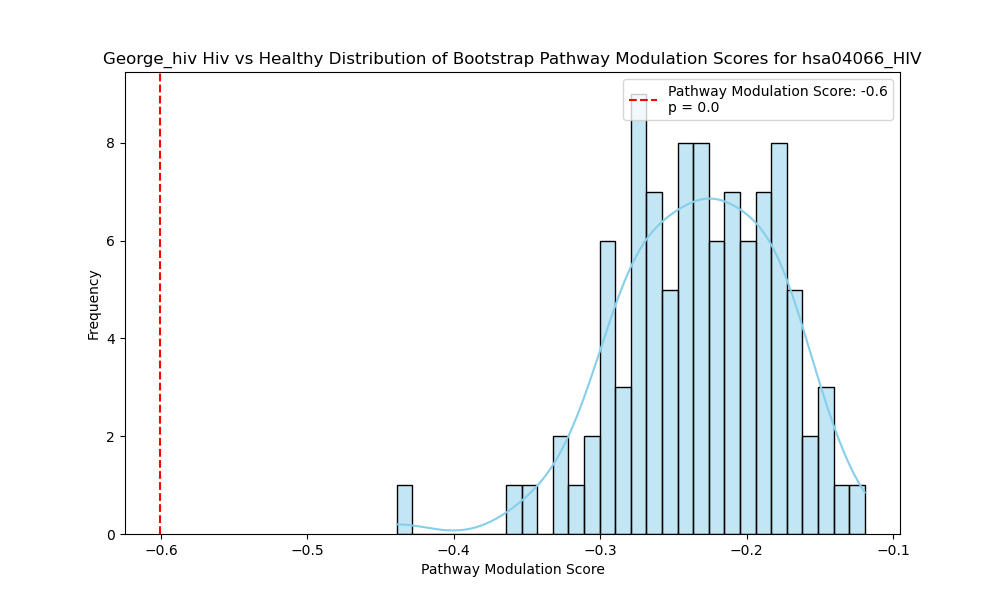 George_hiv Hiv vs Healthy Distribution of Bootstrap Pathway Modulation Scores for hsa04066_HIV
Pathway Modulation Score: -0.6
p = 0.0
8
6
4
2
0
Frequency
−0.6
−0.5
−0.4
−0.3
−0.2
−0.1
Pathway Modulation Score